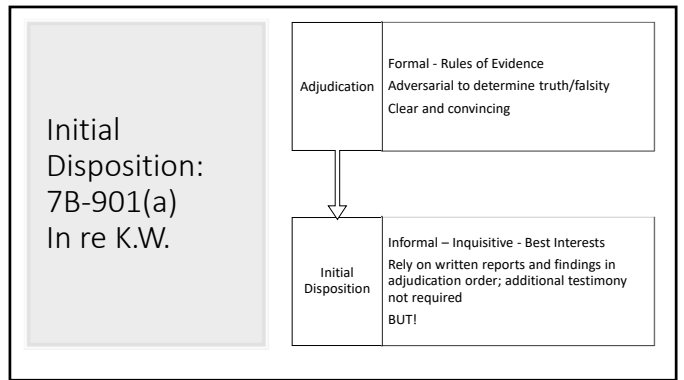 Initial
Disposition:
7B-901(a)
In re K.W.
Adjudication
Formal - Rules of Evidence
Adversarial to determine truth/falsity
Clear and convincing
Initial
Disposition
Informal – Inquisitive - Best Interests
Rely on written reports and findings in
adjudication order; additional testimony
not required
BUT!